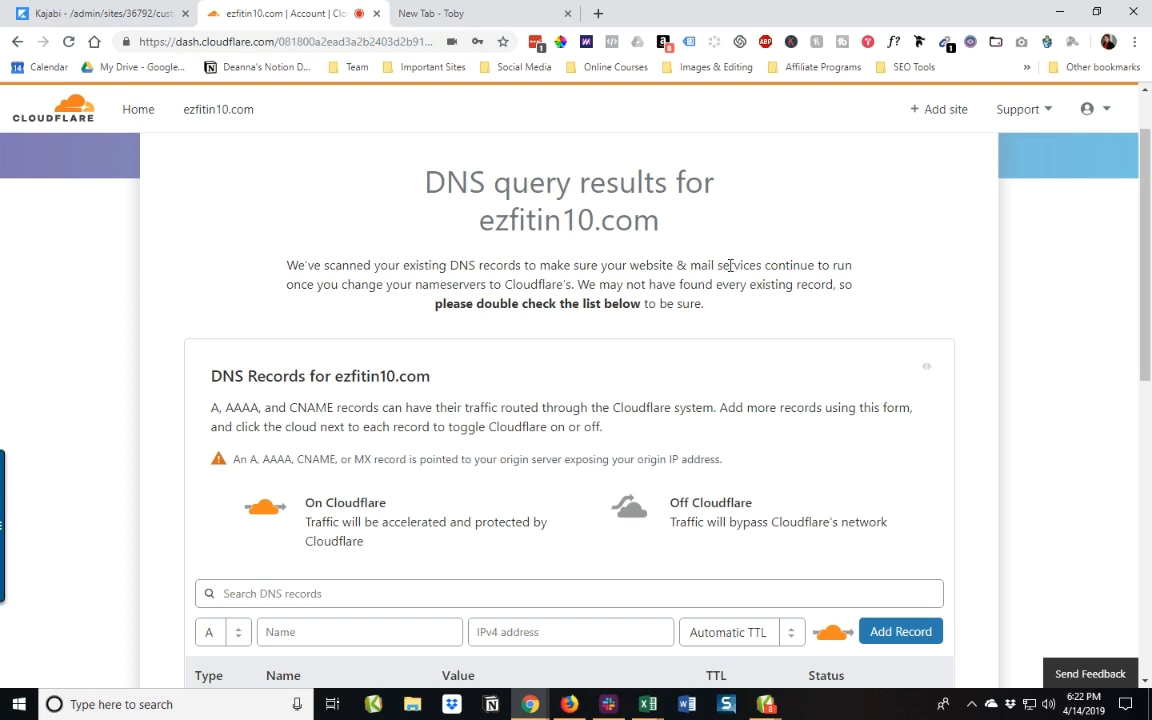 Kajabi - /admin/sites/36792/cust
ezfitin10.com | Account | Clo
New Tab - Toby
https://dash.cloudflare.com/081800a2ead3a2b2403d2b91...
Calendar
My Drive - Google...
Deanna's Notion D...
Team
Important Sites
Social Media
Online Courses
Images & Editing
Affiliate Programs
SEO Tools
Other bookmarks
CLOUDFLARE
Home
ezfitin10.com
+ Add site
Support
DNS query results for
ezfitin10.com
We've scanned your existing DNS records to make sure your website & mail services continue to run
once you change your nameservers to Cloudflare's. We may not have found every existing record, so
please double check the list below to be sure.
DNS Records for ezfitin10.com
A, AAAA, and CNAME records can have their traffic routed through the Cloudflare system. Add more records using this form,
and click the cloud next to each record to toggle Cloudflare on or off.
An A, AAAA, CNAME, or MX record is pointed to your origin server exposing your origin IP address.
On Cloudflare
Traffic will be accelerated and protected by
Cloudflare
Off Cloudflare
Traffic will bypass Cloudflare's network
Search DNS records
A
Name
IPv4 address
Automatic TTL
Add Record
Type
Name
Value
TTL
Status
Send Feedback
Type here to search
6:22 PM
4/14/2019